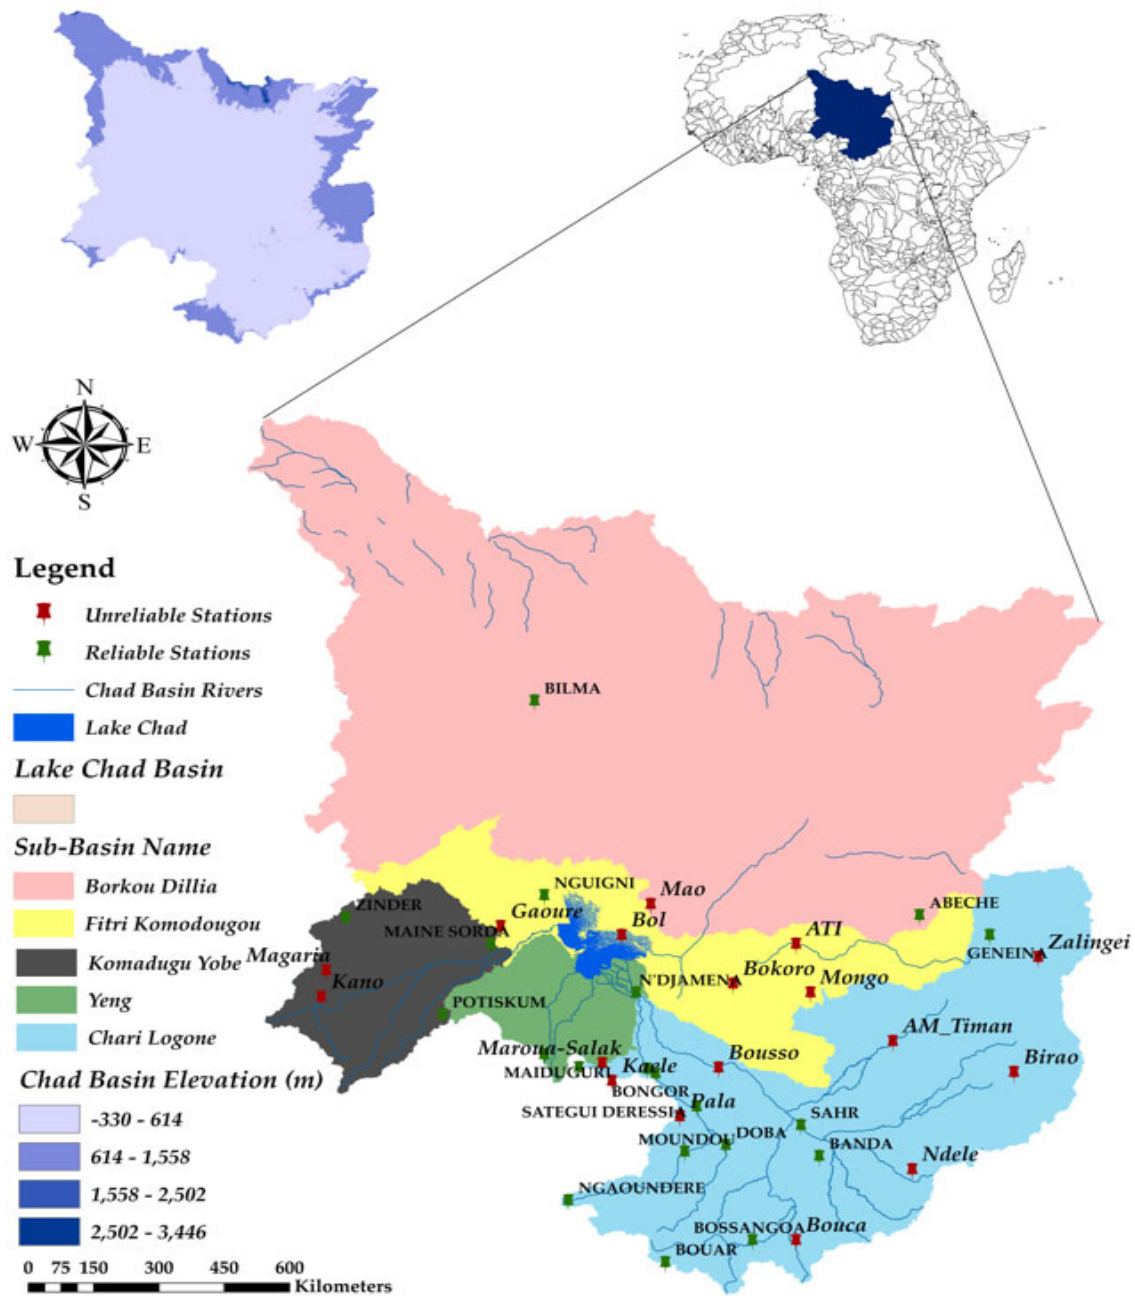 N
W
E
S
Legend
Unreliable Stations
Reliable Stations
Chad Basin Rivers
Lake Chad
Lake Chad Basin
Sub-Basin Name
Borkou Dillia
Fitri Komodougou
Komadugu Yobe
Yeng
Chari Logone
Chad Basin Elevation (m)
-330 - 614
614 - 1,558
1,558 - 2,502
2,502 - 3,446
0 75 150 300 450 600
Kilometers
BILMA
NGUIGNI
Mao
ZINDER
Gaoure
ABECHE
MAINE SORDA
Bol
ATI
Magaria
GENEINA
Zalingei
Kano
N'DJAMENA
Bokoro
Mongo
POTISKUM
AM_Timan
Maroua-Salak
Bousso
MAIDUGURI
Kaele
Birao
BONGOR
Pala
SATEGUI DERESSIA
SAHR
MOUNDOU
DOBA
BANDA
Ndele
NGAOUNDERE
BOSSANGOA
Bouca
BOUAR